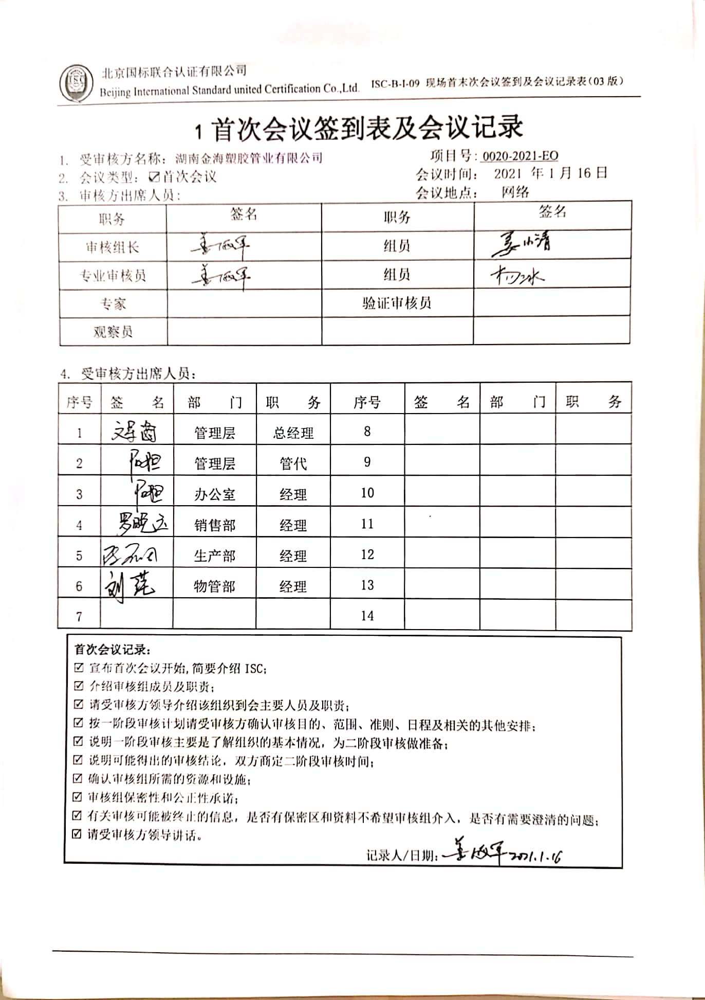 北京国标联合认证有限公司
Beijing International Standard united Certification Co.,Ltd. ISC-B-I-09 现场首末次会议签到及会议记录表(03 版)
ISC
1 首次会议签到表及会议记录
1. 受审核方名称: 湖南金海塑胶管业有限公司 项目号: 0020-2021-EO
2. 会议类型: ☑首次会议 会议时间: 2021 年 1 月 16 日
3. 审核方出席人员: 会议地点: 网络
职务 签名 职务 签名
审核组长 组员 姜小清
专业审核员 组员 杨冰
专家 验证审核员
观察员
4. 受审核方出席人员:
序号 签 名 部 门 职 务 序号 签 名 部 门 职 务
1 管理层 总经理 8
2 管理层 管代 9
3 办公室 经理 10
4 销售部 经理 11
5 生产部 经理 12
6 刘 物管部 经理 13
7 14
首次会议记录:
☑ 宣布首次会议开始,简要介绍 ISC;
☑ 介绍审核组成员及职责;
☑ 请受审核方领导介绍该组织到会主要人员及职责;
☑ 按一阶段审核计划请受审核方确认审核目的、范围、准则、日程及相关的其他安排;
☑ 说明一阶段审核主要是了解组织的基本情况，为二阶段审核做准备;
☑ 说明可能得出的审核结论，双方商定二阶段审核时间;
☑ 确认审核组所需的资源和设施;
☑ 审核组保密性和公正性承诺;
☑ 有关审核可能被终止的信息，是否有保密区和资料不希望审核组介入，是否有需要澄清的问题;
☑ 请受审核方领导讲话。
记录人/日期: 2021.1.16